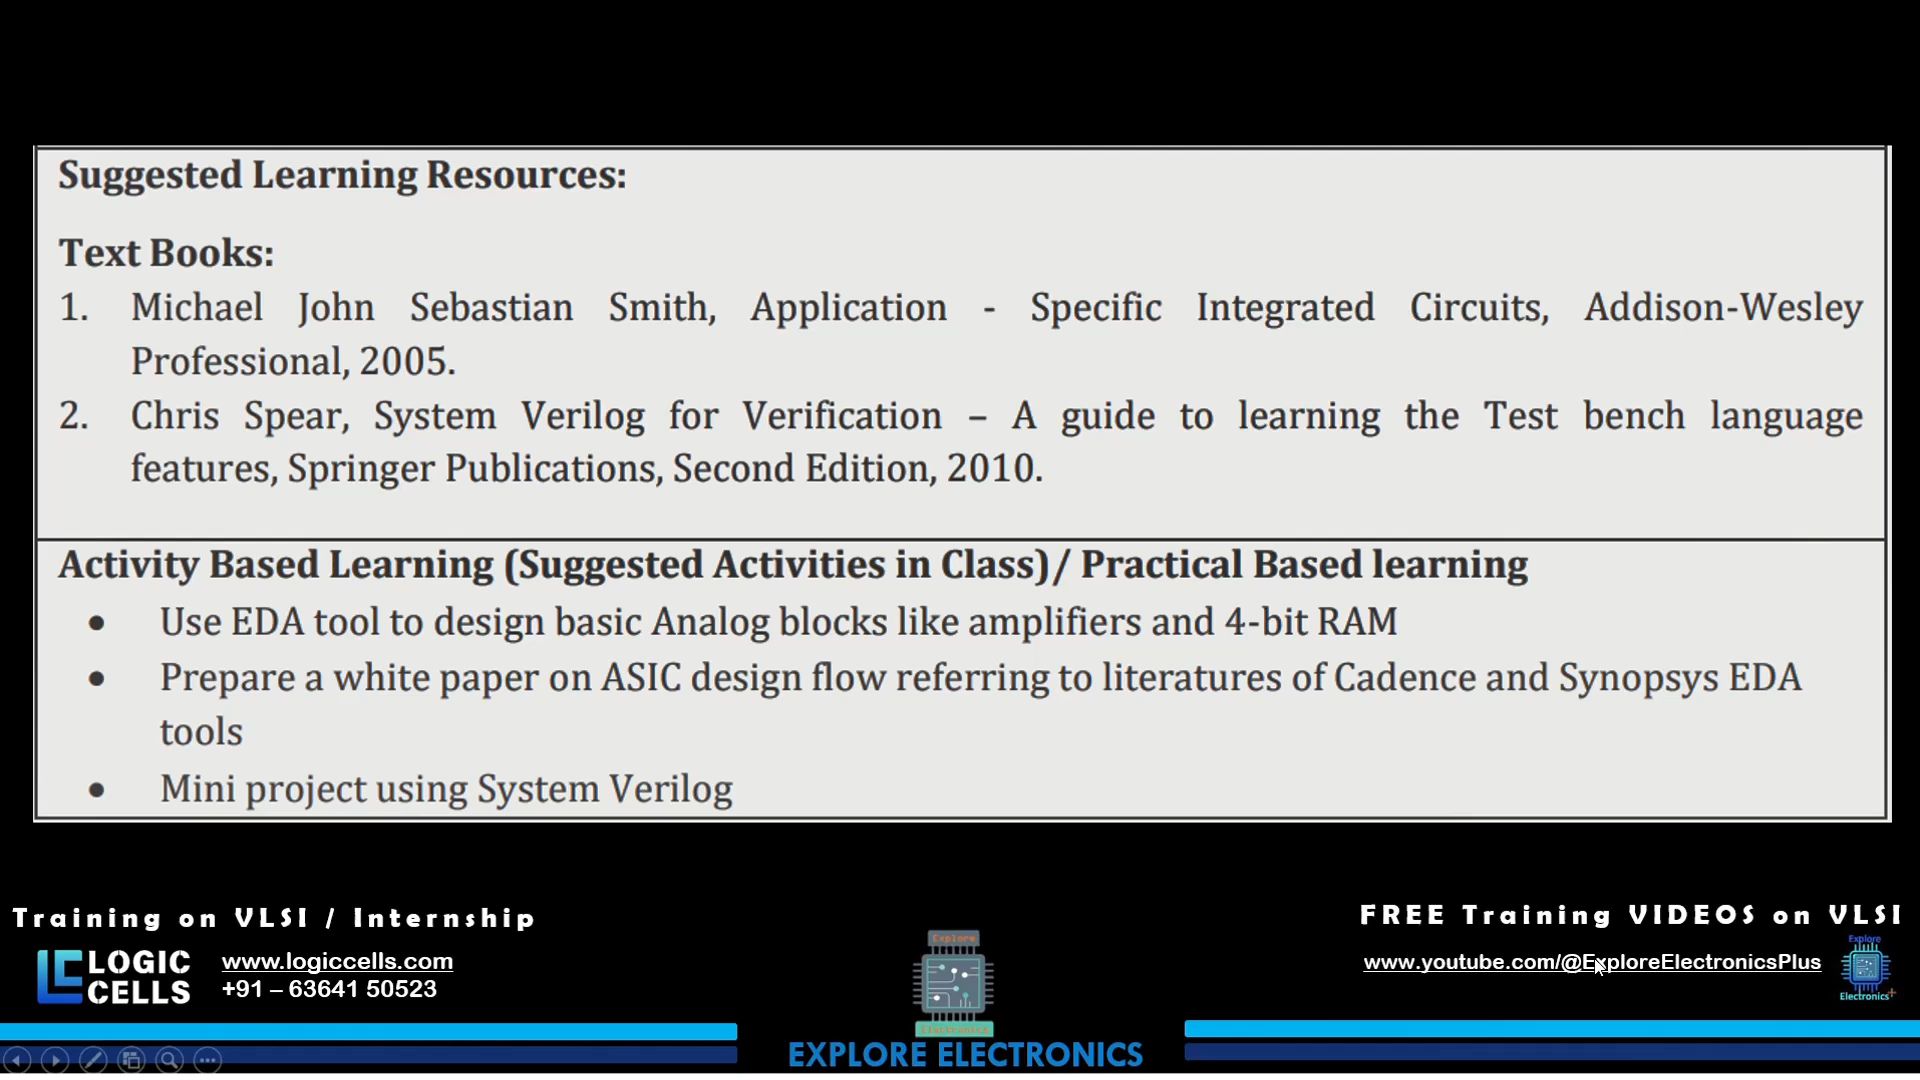 Suggested Learning Resources:
Text Books:
1. Michael John Sebastian Smith, Application - Specific Integrated Circuits, Addison-Wesley
Professional, 2005.
2. Chris Spear, System Verilog for Verification – A guide to learning the Test bench language
features, Springer Publications, Second Edition, 2010.
Activity Based Learning (Suggested Activities in Class)/ Practical Based learning
• Use EDA tool to design basic Analog blocks like amplifiers and 4-bit RAM
• Prepare a white paper on ASIC design flow referring to literatures of Cadence and Synopsys EDA
tools
• Mini project using System Verilog
Training on VLSI / Internship
LOGIC
CELLS
www.logiccells.com
+91 – 63641 50523
Explore
Electronics
EXPLORE ELECTRONICS
FREE Training VIDEOS on VLSI
www.youtube.com/@ExploreElectronicsPlus
Explore
Electronics+